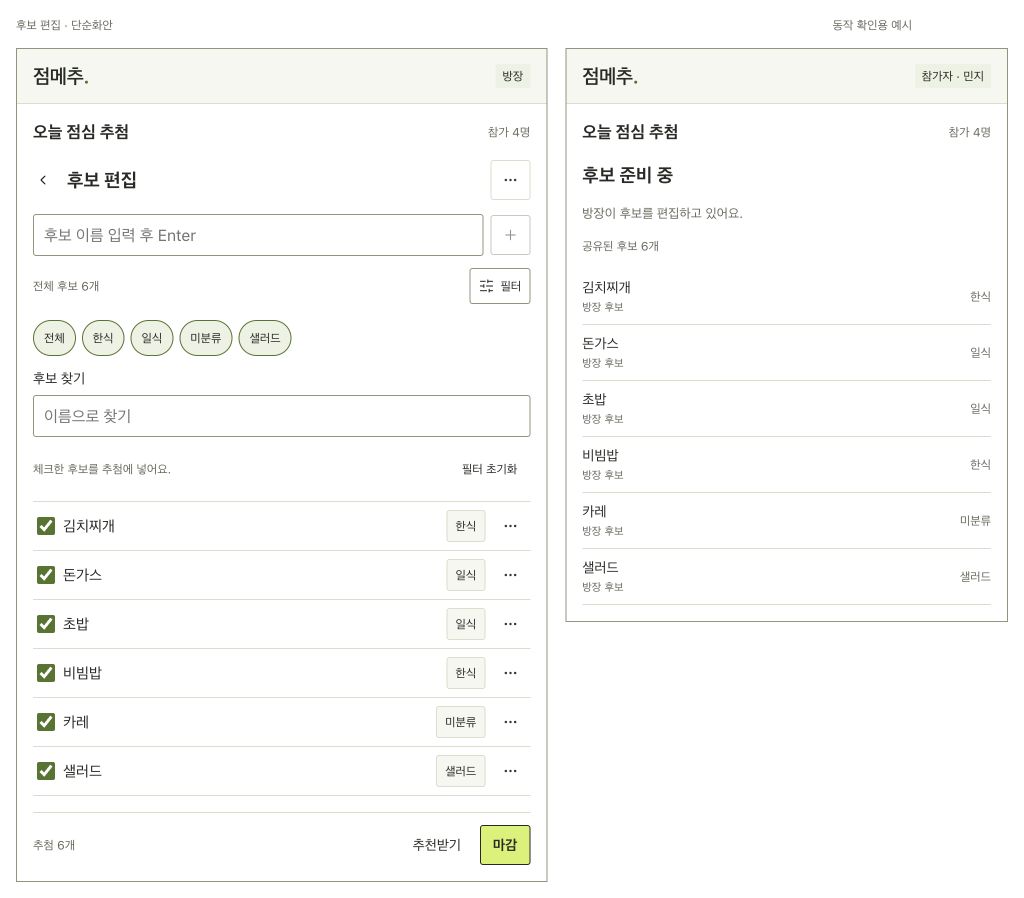 후보 편집 · 단순화안
동작 확인용 예시
점메추.
방장
오늘 점심 추첨
참가 4명
후보 편집
후보 이름 입력 후 Enter
전체 후보 6개
필터
전체
한식
일식
미분류
샐러드
후보 찾기
이름으로 찾기
체크한 후보를 추첨에 넣어요.
필터 초기화
김치찌개
한식
돈가스
일식
초밥
일식
비빔밥
한식
카레
미분류
샐러드
샐러드
추첨 6개
추천받기
마감
점메추.
참가자 · 민지
오늘 점심 추첨
참가 4명
후보 준비 중
방장이 후보를 편집하고 있어요.
공유된 후보 6개
김치찌개
방장 후보
한식
돈가스
방장 후보
일식
초밥
방장 후보
일식
비빔밥
방장 후보
한식
카레
방장 후보
미분류
샐러드
방장 후보
샐러드